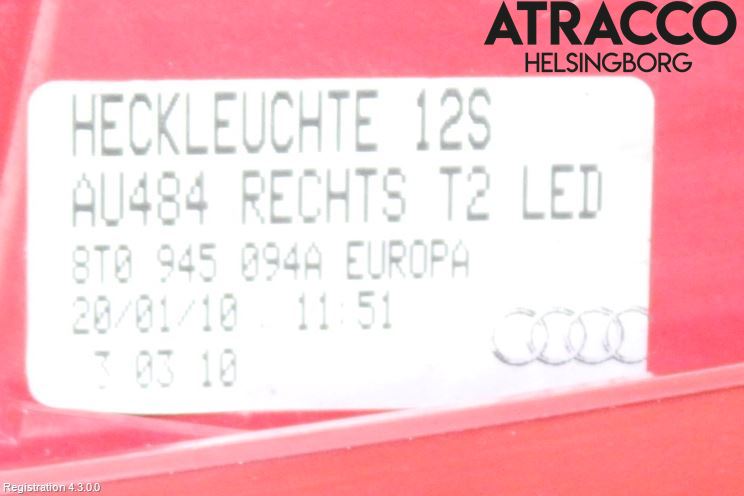 ATRACCO
HELSINGBORG
HECKLEUCHTE 12S
AU484 RECHTS T2 LED
8T0 945 094A EUROPA
20/01/10 11:51
3 03 10
Registration 4.3.0.0